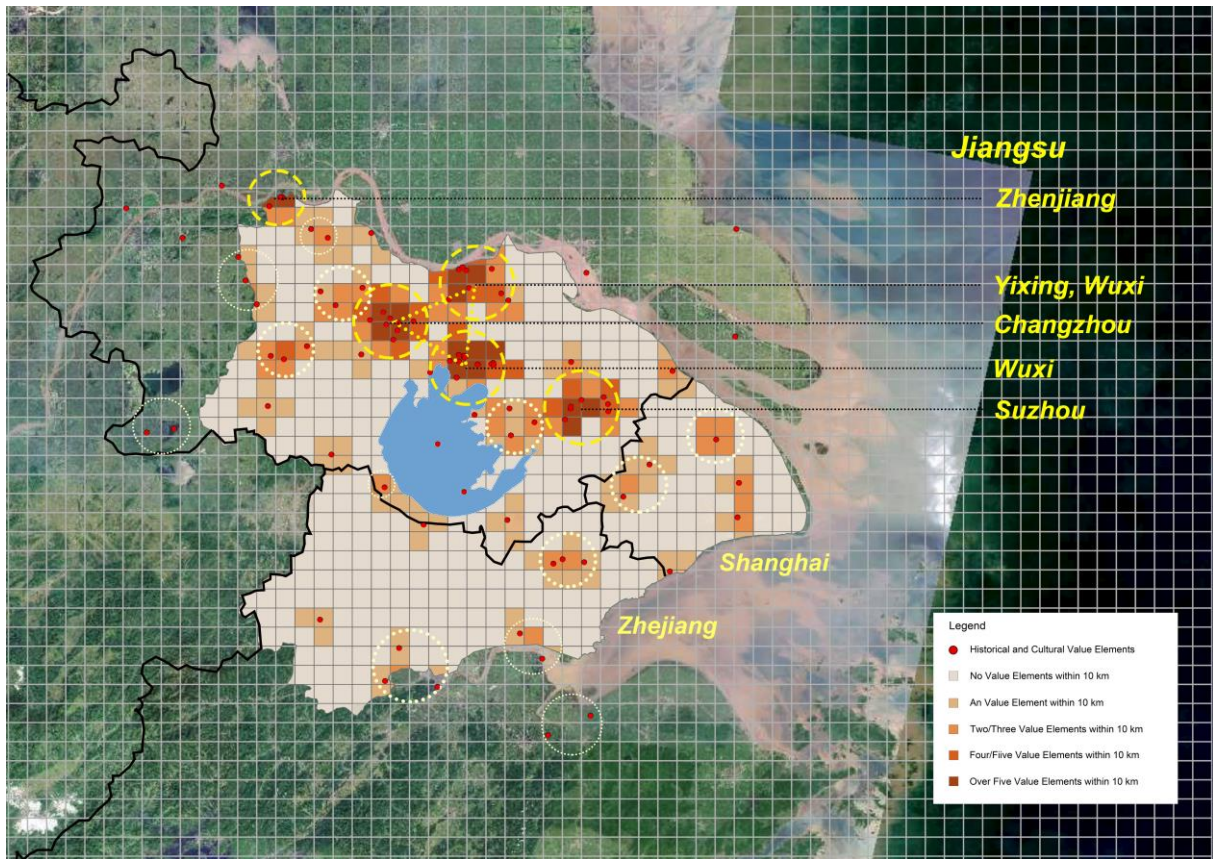 Jiangsu
Zhenjiang
Yixing, Wuxi
Changzhou
Wuxi
Suzhou
Shanghai
Zhejiang
Legend
Historical and Cultural Value Elements
No Value Elements within 10 km
An Value Element within 10 km
Two/Three Value Elements within 10 km
Four/Fiive Value Elements within 10 km
Over Five Value Elements within 10 km